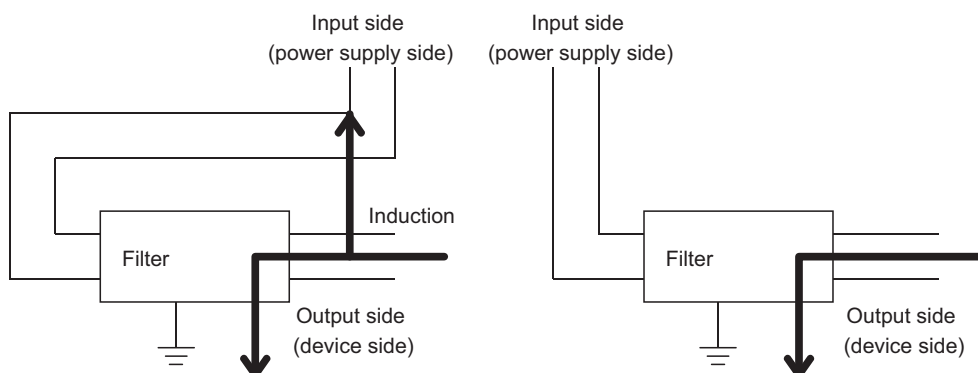 Input side
(power supply side)
Induction
Filter
Output side
(device side)
Input side
(power supply side)
Filter
Output side
(device side)